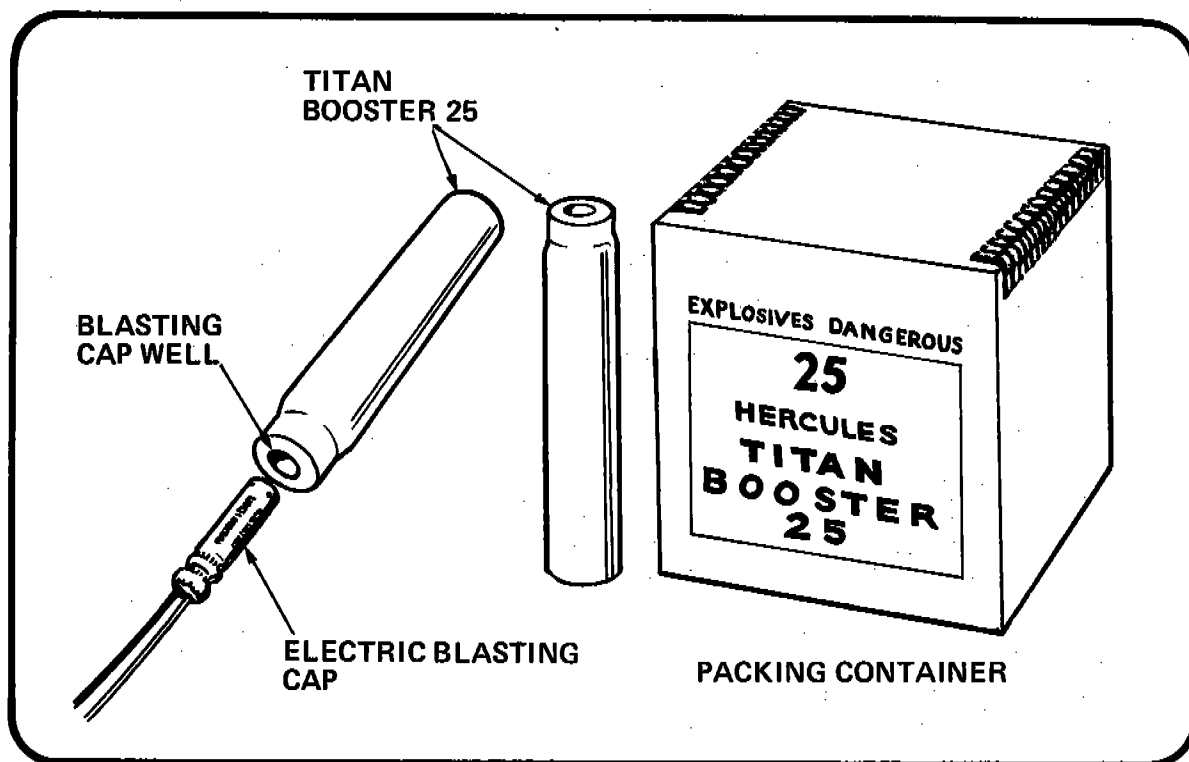 TITAN
BOOSTER 25
BLASTING
CAP WELL
ELECTRIC BLASTING
CAP
EXPLOSIVES DANGEROUS
25
HERCULES
TITAN
BOOSTER
25
PACKING CONTAINER